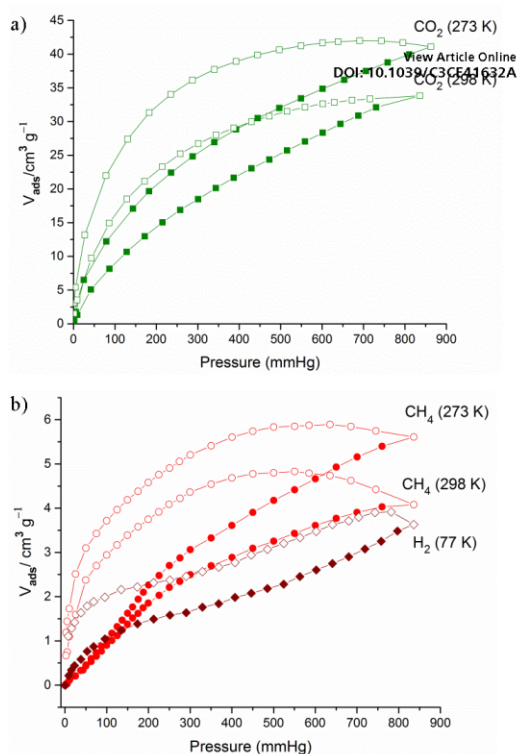 a)
45
40
35
30
25
20
15
10
5
0
V_ads/cm³ g⁻¹
0 100 200 300 400 500 600 700 800 900
Pressure (mmHg)
CO₂ (273 K)
View Article Online
DOI: 10.1039/C3CE41632A
CO₂ (298 K)
b)
6
5
4
3
2
1
0
V_ads/cm³ g⁻¹
0 100 200 300 400 500 600 700 800 900
Pressure (mmHg)
CH₄ (273 K)
CH₄ (298 K)
H₂ (77 K)